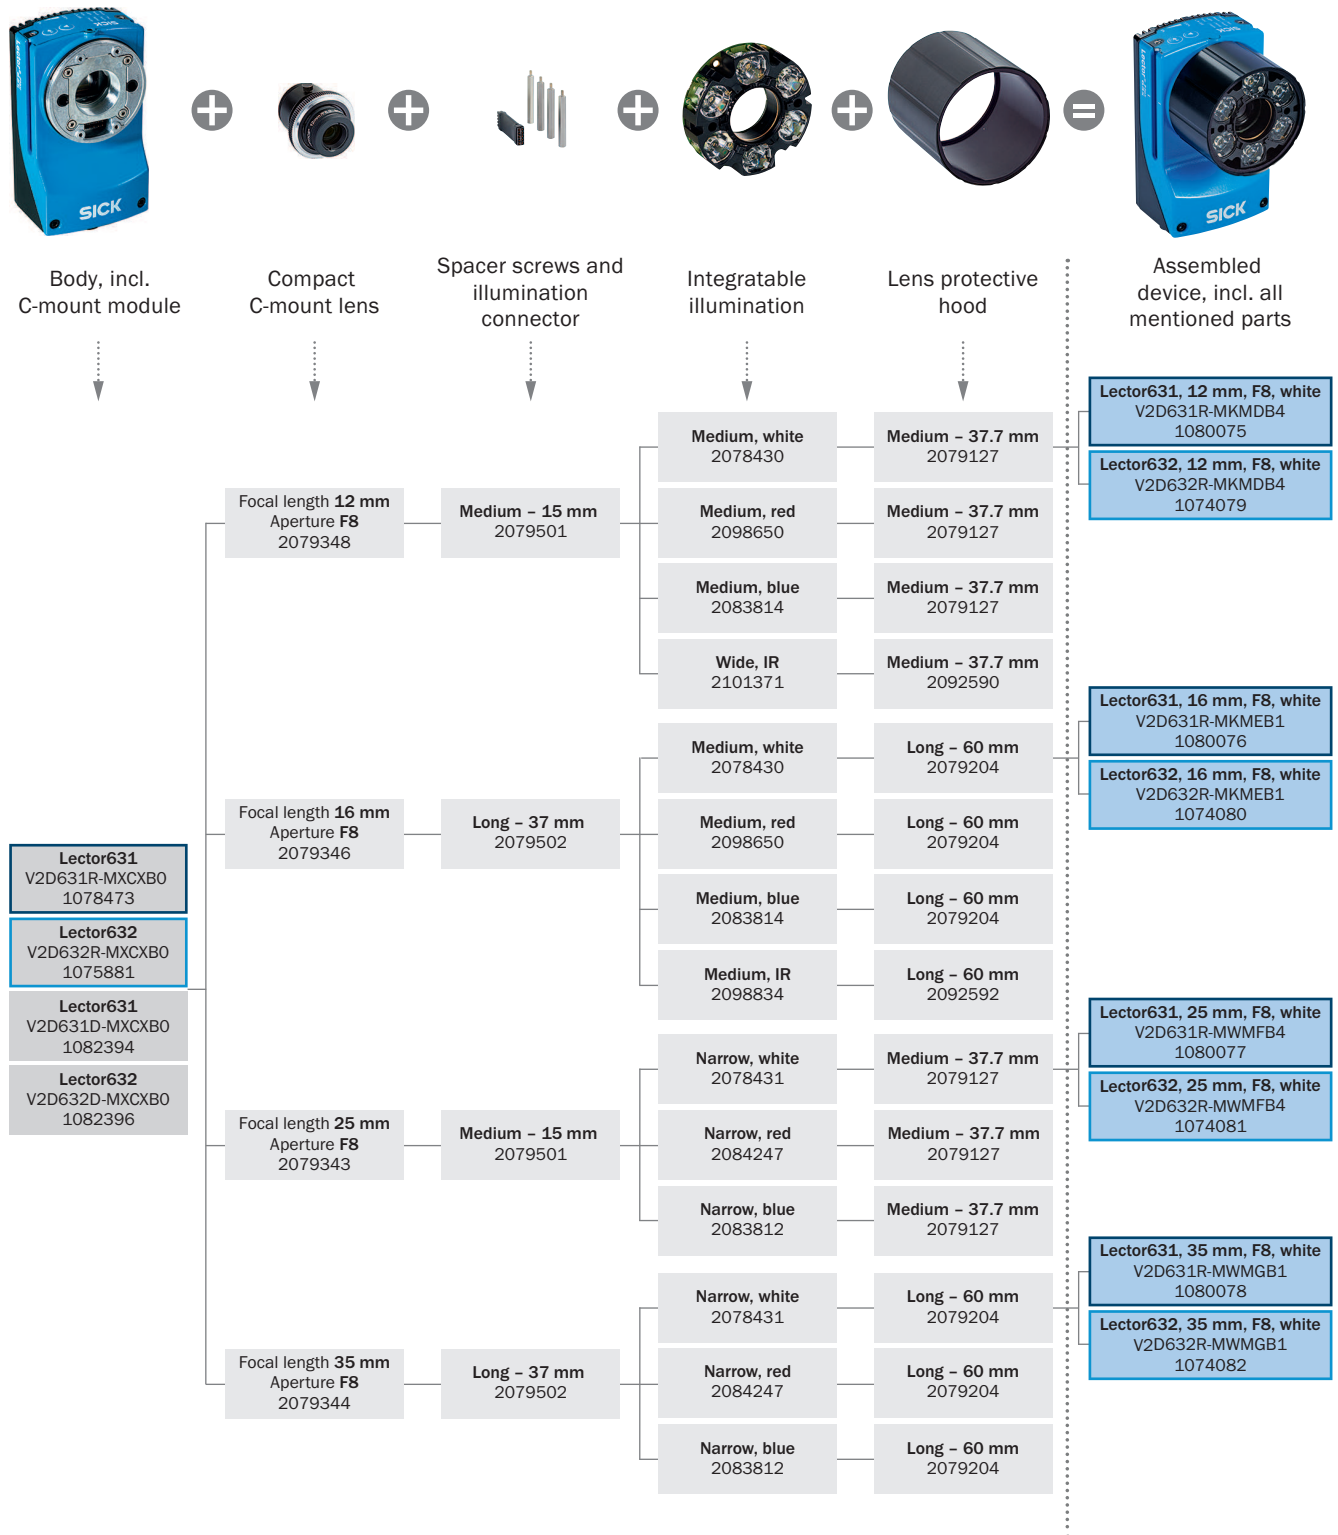 SICK
Lector
SICK
SICK
SICK
Body, incl.
C-mount module
Compact
C-mount lens
Spacer screws and
illumination
connector
Integratable
illumination
Lens protective
hood
Assembled
device, incl. all
mentioned parts
Lector631
V2D631R-MXCXB0
1078473
Lector632
V2D632R-MXCXB0
1075881
Lector631
V2D631D-MXCXB0
1082394
Lector632
V2D632D-MXCXB0
1082396
Focal length 12 mm
Aperture F8
2079348
Medium – 15 mm
2079501
Medium, white
2078430
Medium – 37.7 mm
2079127
Medium, red
2098650
Medium – 37.7 mm
2079127
Medium, blue
2083814
Medium – 37.7 mm
2079127
Wide, IR
2101371
Medium – 37.7 mm
2092590
Lector631, 12 mm, F8, white
V2D631R-MKMDB4
1080075
Lector632, 12 mm, F8, white
V2D632R-MKMDB4
1074079
Focal length 16 mm
Aperture F8
2079346
Long – 37 mm
2079502
Medium, white
2078430
Long – 60 mm
2079204
Medium, red
2098650
Long – 60 mm
2079204
Medium, blue
2083814
Long – 60 mm
2079204
Medium, IR
2098834
Long – 60 mm
2092592
Lector631, 16 mm, F8, white
V2D631R-MKMEB1
1080076
Lector632, 16 mm, F8, white
V2D632R-MKMEB1
1074080
Focal length 25 mm
Aperture F8
2079343
Medium – 15 mm
2079501
Narrow, white
2078431
Medium – 37.7 mm
2079127
Narrow, red
2084247
Medium – 37.7 mm
2079127
Narrow, blue
2083812
Medium – 37.7 mm
2079127
Lector631, 25 mm, F8, white
V2D631R-MWMFB4
1080077
Lector632, 25 mm, F8, white
V2D632R-MWMFB4
1074081
Focal length 35 mm
Aperture F8
2079344
Long – 37 mm
2079502
Narrow, white
2078431
Long – 60 mm
2079204
Narrow, red
2084247
Long – 60 mm
2079204
Narrow, blue
2083812
Long – 60 mm
2079204
Lector631, 35 mm, F8, white
V2D631R-MWMGB1
1080078
Lector632, 35 mm, F8, white
V2D632R-MWMGB1
1074082